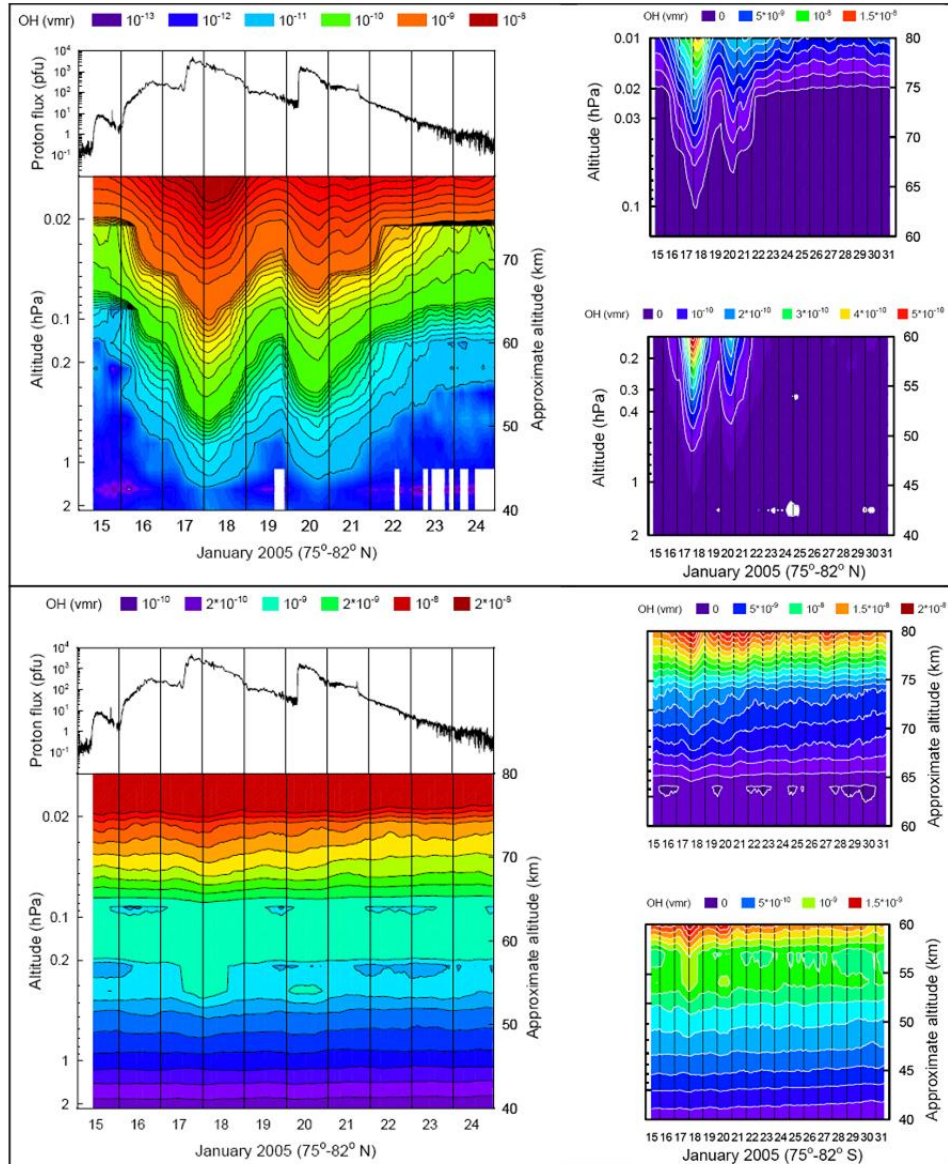 OH (vmr) 10⁻¹³ 10⁻¹² 10⁻¹¹ 10⁻¹⁰ 10⁻⁹ 10⁻⁸
Proton flux (pfu)
10⁴
10³
10²
10¹
1
10⁻¹
Altitude (hPa)
0.02
0.1
0.2
1
2
Approximate altitude (km)
70
60
50
40
15 16 17 18 19 20 21 22 23 24
January 2005 (75º-82º N)
OH (vmr) 0 5*10⁻⁹ 10⁻⁸ 1.5*10⁻⁸
Altitude (hPa)
0.01
0.02
0.03
0.1
80
75
70
65
60
15 16 17 18 19 20 21 22 23 24 25 26 27 28 29 30 31
OH (vmr) 0 10⁻¹⁰ 2*10⁻¹⁰ 3*10⁻¹⁰ 4*10⁻¹⁰ 5*10⁻¹⁰
Altitude (hPa)
0.2
0.3
0.4
1
2
60
55
50
45
40
15 16 17 18 19 20 21 22 23 24 25 26 27 28 29 30 31
January 2005 (75º-82º N)
OH (vmr) 10⁻¹⁰ 2*10⁻¹⁰ 10⁻⁹ 2*10⁻⁹ 10⁻⁸ 2*10⁻⁸
Proton flux (pfu)
10⁴
10³
10²
10¹
1
10⁻¹
Altitude (hPa)
0.02
0.1
0.2
1
2
Approximate altitude (km)
80
70
60
50
40
15 16 17 18 19 20 21 22 23 24
January 2005 (75º-82º N)
OH (vmr) 0 5*10⁻⁹ 10⁻⁸ 1.5*10⁻⁸ 2*10⁻⁸
Approximate altitude (km)
80
75
70
65
60
15 16 17 18 19 20 21 22 23 24 25 26 27 28 29 30 31
OH (vmr) 0 5*10⁻¹⁰ 10⁻⁹ 1.5*10⁻⁹
Approximate altitude (km)
60
55
50
45
40
15 16 17 18 19 20 21 22 23 24 25 26 27 28 29 30 31
January 2005 (75º-82º S)